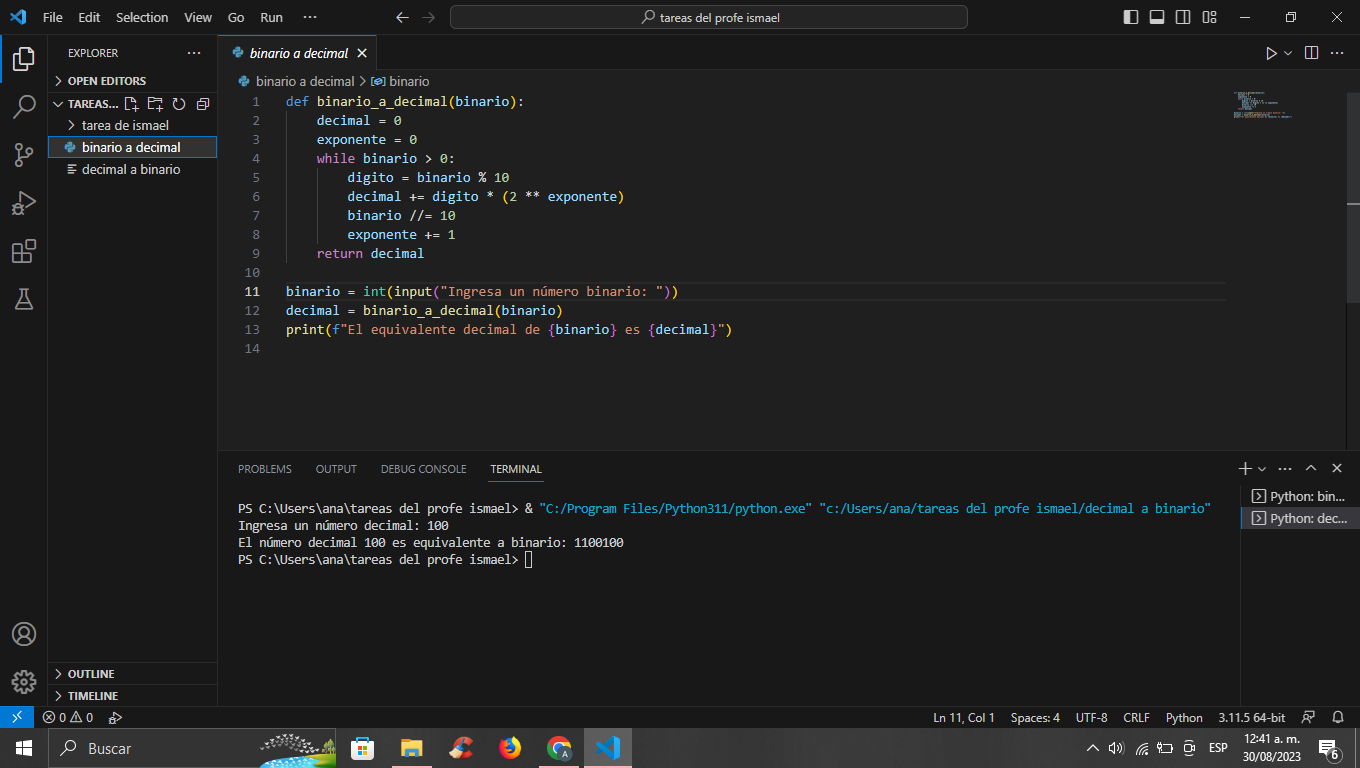 File Edit Selection View Go Run ···
tareas del profe ismael
EXPLORER ···
OPEN EDITORS
TAREAS...
tarea de ismael
binario a decimal
decimal a binario
OUTLINE
TIMELINE
binario a decimal
binario a decimal > binario
1 def binario_a_decimal(binario):
2 decimal = 0
3 exponente = 0
4 while binario > 0:
5 digito = binario % 10
6 decimal += digito * (2 ** exponente)
7 binario //= 10
8 exponente += 1
9 return decimal
10
11 binario = int(input("Ingresa un número binario: "))
12 decimal = binario_a_decimal(binario)
13 print(f"El equivalente decimal de {binario} es {decimal}")
14
PROBLEMS OUTPUT DEBUG CONSOLE TERMINAL
PS C:\Users\ana\tareas del profe ismael> & "C:/Program Files/Python311/python.exe" "c:/Users/ana/tareas del profe ismael/decimal a binario"
Ingresa un número decimal: 100
El número decimal 100 es equivalente a binario: 1100100
PS C:\Users\ana\tareas del profe ismael>
Python: bin...
Python: dec...
0 0
Ln 11, Col 1 Spaces: 4 UTF-8 CRLF Python 3.11.5 64-bit
Buscar
ESP
12:41 a. m.
30/08/2023
6